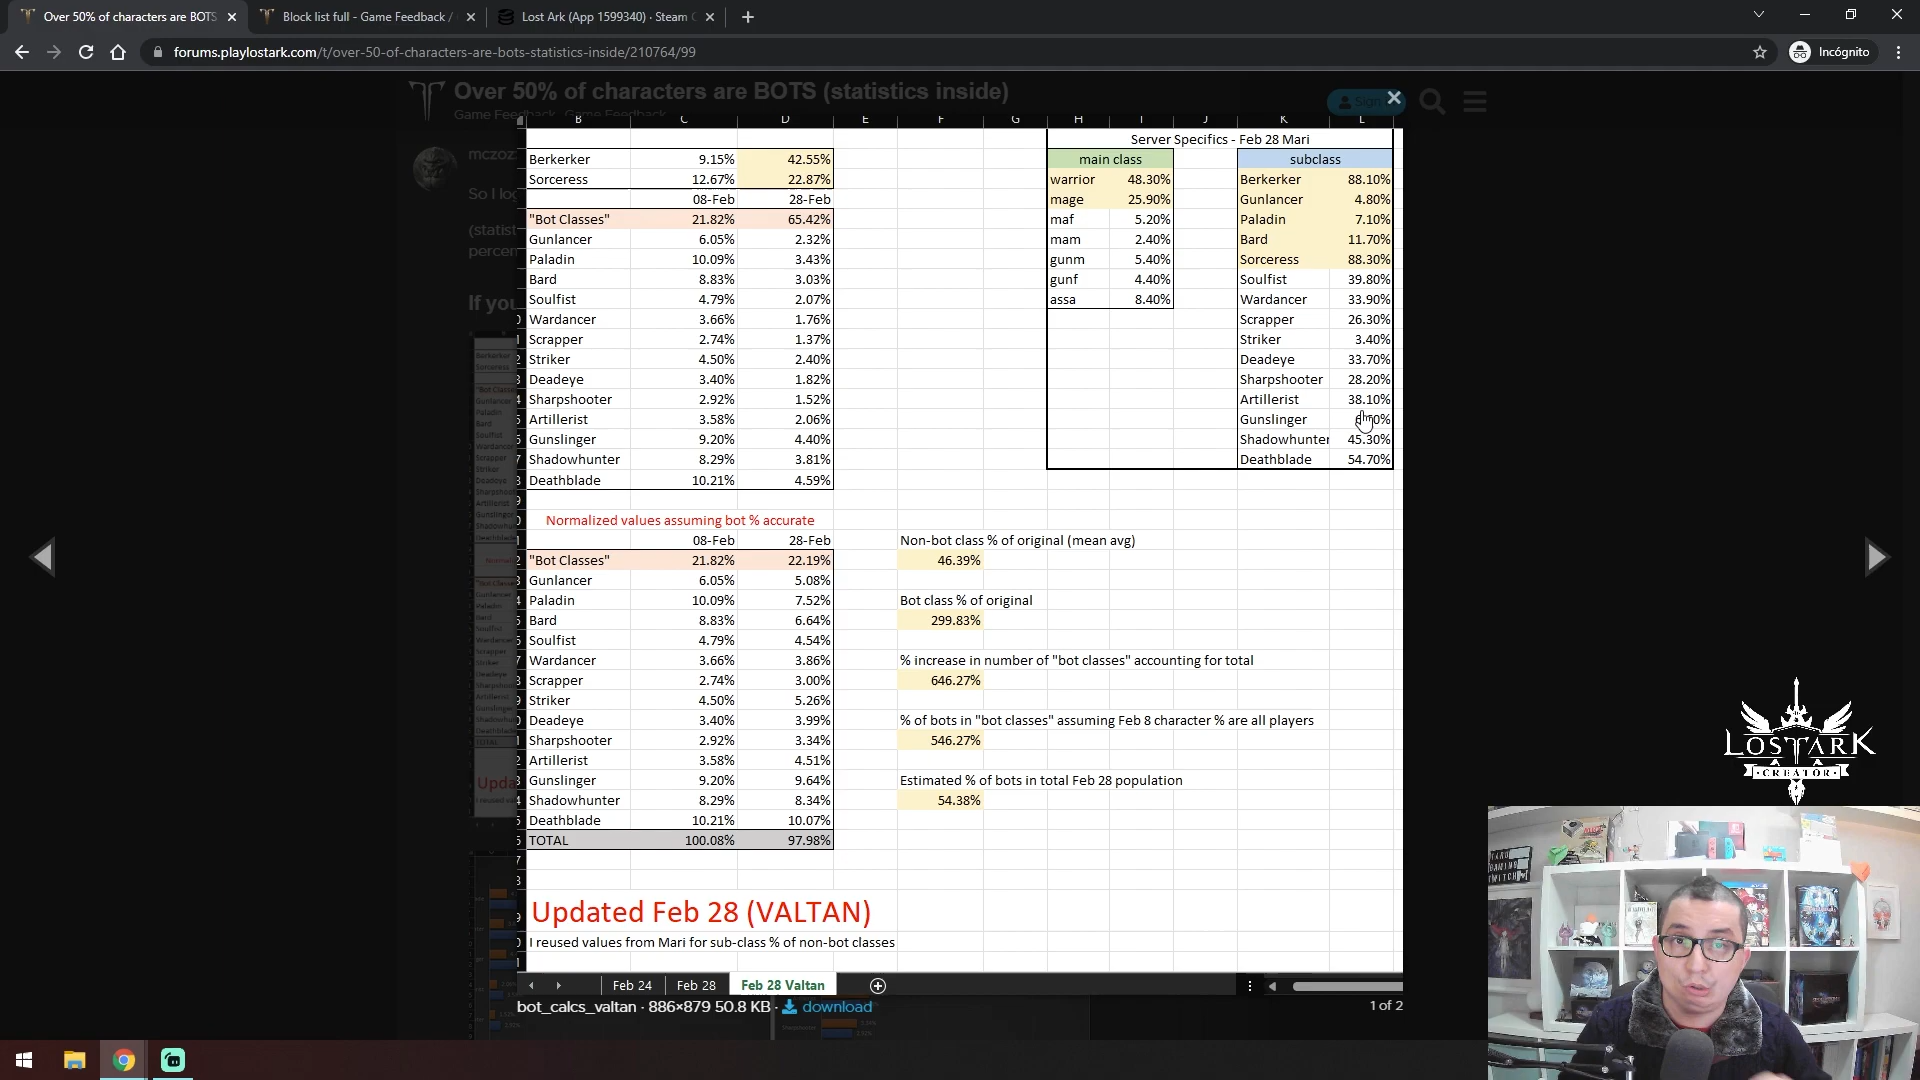 Over 50% of characters are BOTS
Block list full - Game Feedback /
Lost Ark (App 1599340) · Steam
forums.playlostark.com/t/over-50-of-characters-are-bots-statistics-inside/210764/99
Incógnito
Over 50% of characters are BOTS (statistics inside)
Game Feedback
B C D E F G H I J K L
Server Specifics - Feb 28 Mari
Berkerker 9.15% 42.55% main class subclass
Sorceress 12.67% 22.87% warrior 48.30% Berkerker 88.10%
08-Feb 28-Feb mage 25.90% Gunlancer 4.80%
"Bot Classes" 21.82% 65.42% maf 5.20% Paladin 7.10%
Gunlancer 6.05% 2.32% mam 2.40% Bard 11.70%
Paladin 10.09% 3.43% gunm 5.40% Sorceress 88.30%
Bard 8.83% 3.03% gunf 4.40% Soulfist 39.80%
Soulfist 4.79% 2.07% assa 8.40% Wardancer 33.90%
Wardancer 3.66% 1.76% Scrapper 26.30%
Scrapper 2.74% 1.37% Striker 3.40%
Striker 4.50% 2.40% Deadeye 33.70%
Deadeye 3.40% 1.82% Sharpshooter 28.20%
Sharpshooter 2.92% 1.52% Artillerist 38.10%
Artillerist 3.58% 2.06% Gunslinger
Gunslinger 9.20% 4.40% Shadowhunter 45.30%
Shadowhunter 8.29% 3.81% Deathblade 54.70%
Deathblade 10.21% 4.59%
Normalized values assuming bot % accurate
08-Feb 28-Feb Non-bot class % of original (mean avg)
"Bot Classes" 21.82% 22.19% 46.39%
Gunlancer 6.05% 5.08%
Paladin 10.09% 7.52% Bot class % of original
Bard 8.83% 6.64% 299.83%
Soulfist 4.79% 4.54%
Wardancer 3.66% 3.86% % increase in number of "bot classes" accounting for total
Scrapper 2.74% 3.00% 646.27%
Striker 4.50% 5.26%
Deadeye 3.40% 3.99% % of bots in "bot classes" assuming Feb 8 character % are all players
Sharpshooter 2.92% 3.34% 546.27%
Artillerist 3.58% 4.51%
Gunslinger 9.20% 9.64% Estimated % of bots in total Feb 28 population
Shadowhunter 8.29% 8.34% 54.38%
Deathblade 10.21% 10.07%
TOTAL 100.08% 97.98%
Updated Feb 28 (VALTAN)
I reused values from Mari for sub-class % of non-bot classes
Feb 24 Feb 28 Feb 28 Valtan
bot_calcs_valtan · 886×879 50.8 KB · download
1 of 2
LOST ARK
CREATOR